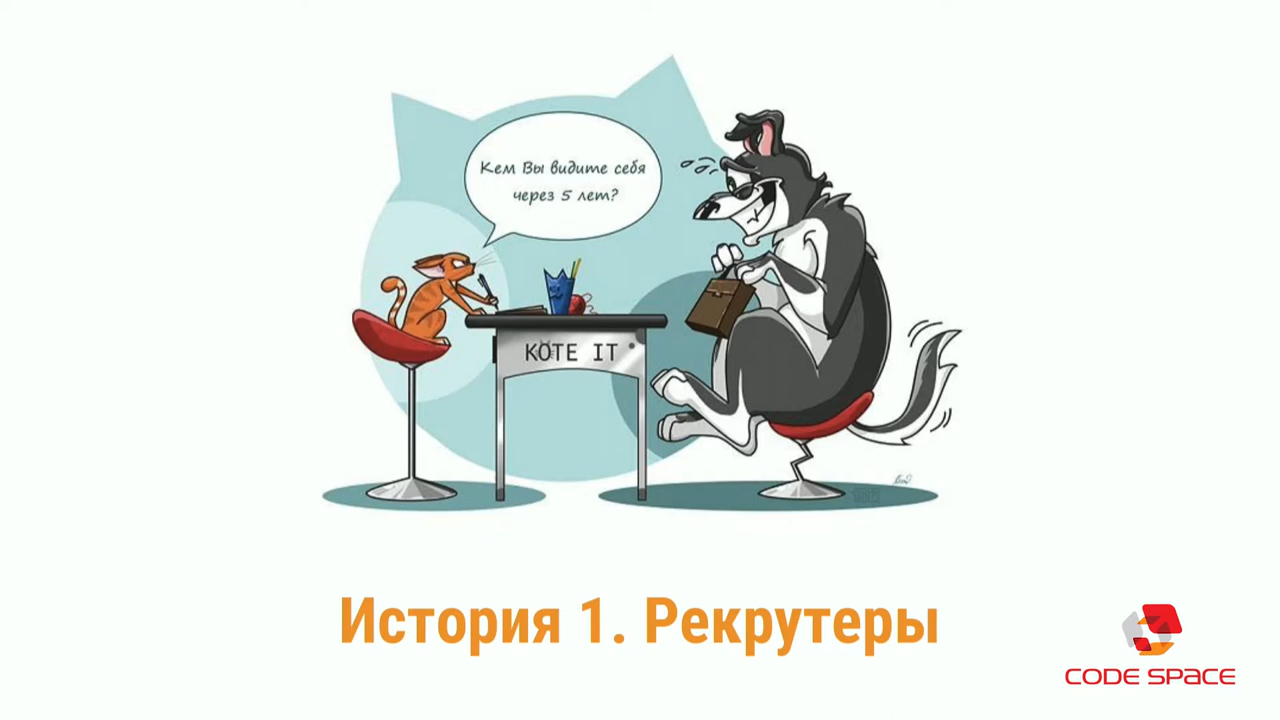 Кем Вы видите себя
через 5 лет?
KOTE IT
История 1. Рекрутеры
CODE SPACE